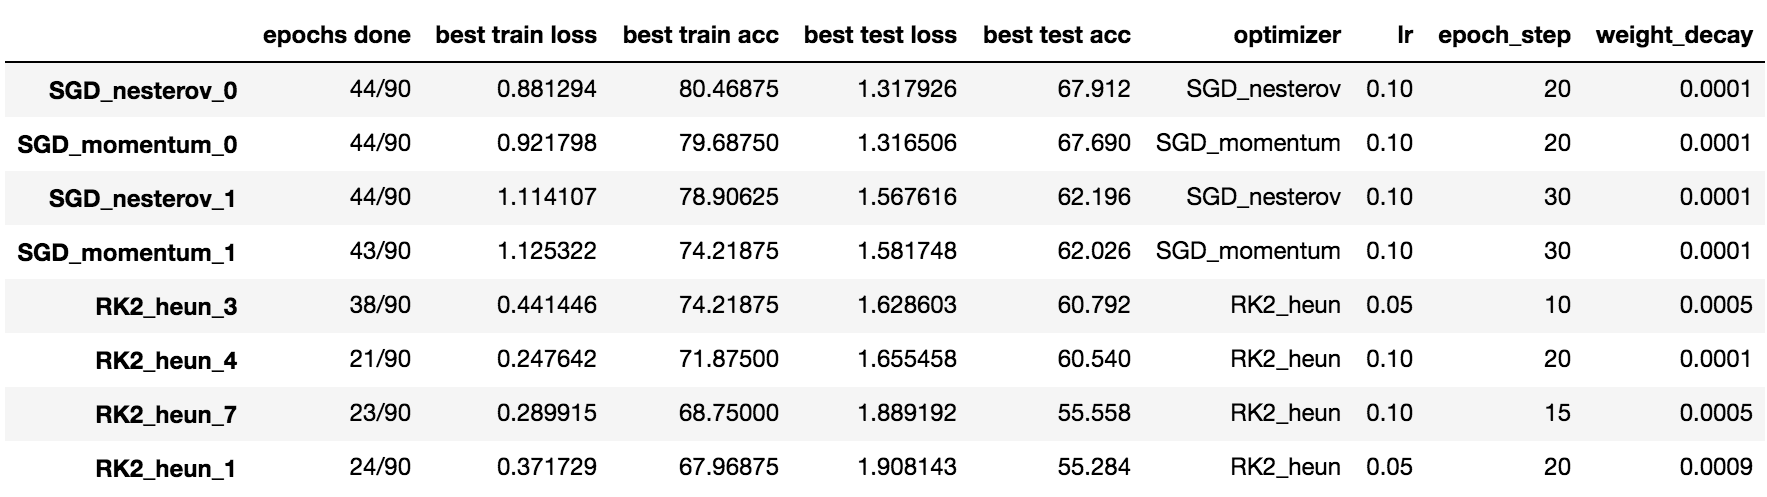 epochs done best train loss best train acc best test loss best test acc optimizer lr epoch_step weight_decay
SGD_nesterov_0 44/90 0.881294 80.46875 1.317926 67.912 SGD_nesterov 0.10 20 0.0001
SGD_momentum_0 44/90 0.921798 79.68750 1.316506 67.690 SGD_momentum 0.10 20 0.0001
SGD_nesterov_1 44/90 1.114107 78.90625 1.567616 62.196 SGD_nesterov 0.10 30 0.0001
SGD_momentum_1 43/90 1.125322 74.21875 1.581748 62.026 SGD_momentum 0.10 30 0.0001
RK2_heun_3 38/90 0.441446 74.21875 1.628603 60.792 RK2_heun 0.05 10 0.0005
RK2_heun_4 21/90 0.247642 71.87500 1.655458 60.540 RK2_heun 0.10 20 0.0001
RK2_heun_7 23/90 0.289915 68.75000 1.889192 55.558 RK2_heun 0.10 15 0.0005
RK2_heun_1 24/90 0.371729 67.96875 1.908143 55.284 RK2_heun 0.05 20 0.0009